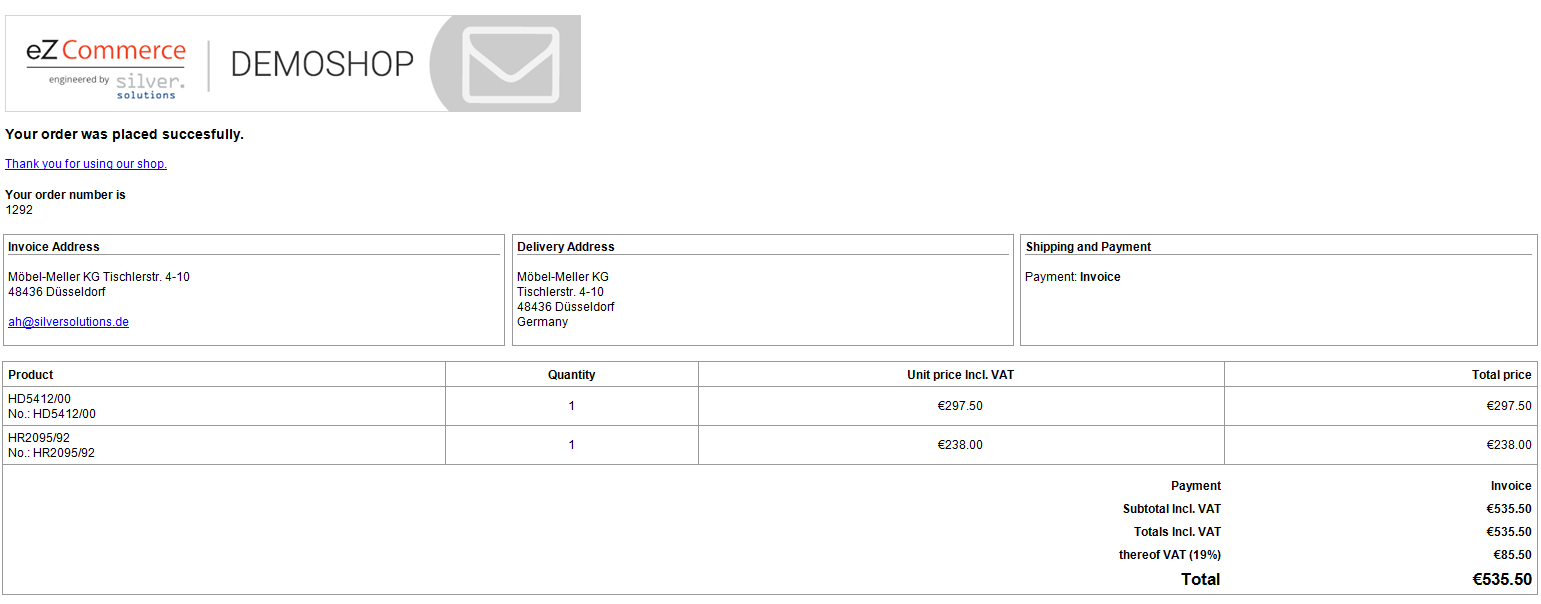 eZ Commerce
engineered by silver.
solutions
DEMOSHOP
Your order was placed succesfully.
Thank you for using our shop.
Your order number is
1292
Invoice Address
Möbel-Meller KG Tischlerstr. 4-10
48436 Düsseldorf
ah@silversolutions.de
Delivery Address
Möbel-Meller KG
Tischlerstr. 4-10
48436 Düsseldorf
Germany
Shipping and Payment
Payment: Invoice
Product Quantity Unit price Incl. VAT Total price
HD5412/00
No.: HD5412/00 1 €297.50 €297.50
HR2095/92
No.: HR2095/92 1 €238.00 €238.00
Payment Invoice
Subtotal Incl. VAT €535.50
Totals Incl. VAT €535.50
thereof VAT (19%) €85.50
Total €535.50